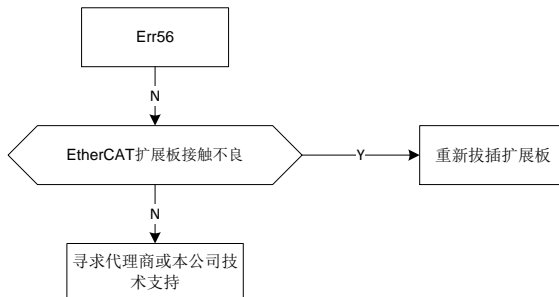 Err56
N
EtherCAT扩展板接触不良
Y
重新拔插扩展板
N
寻求代理商或本公司技
术支持